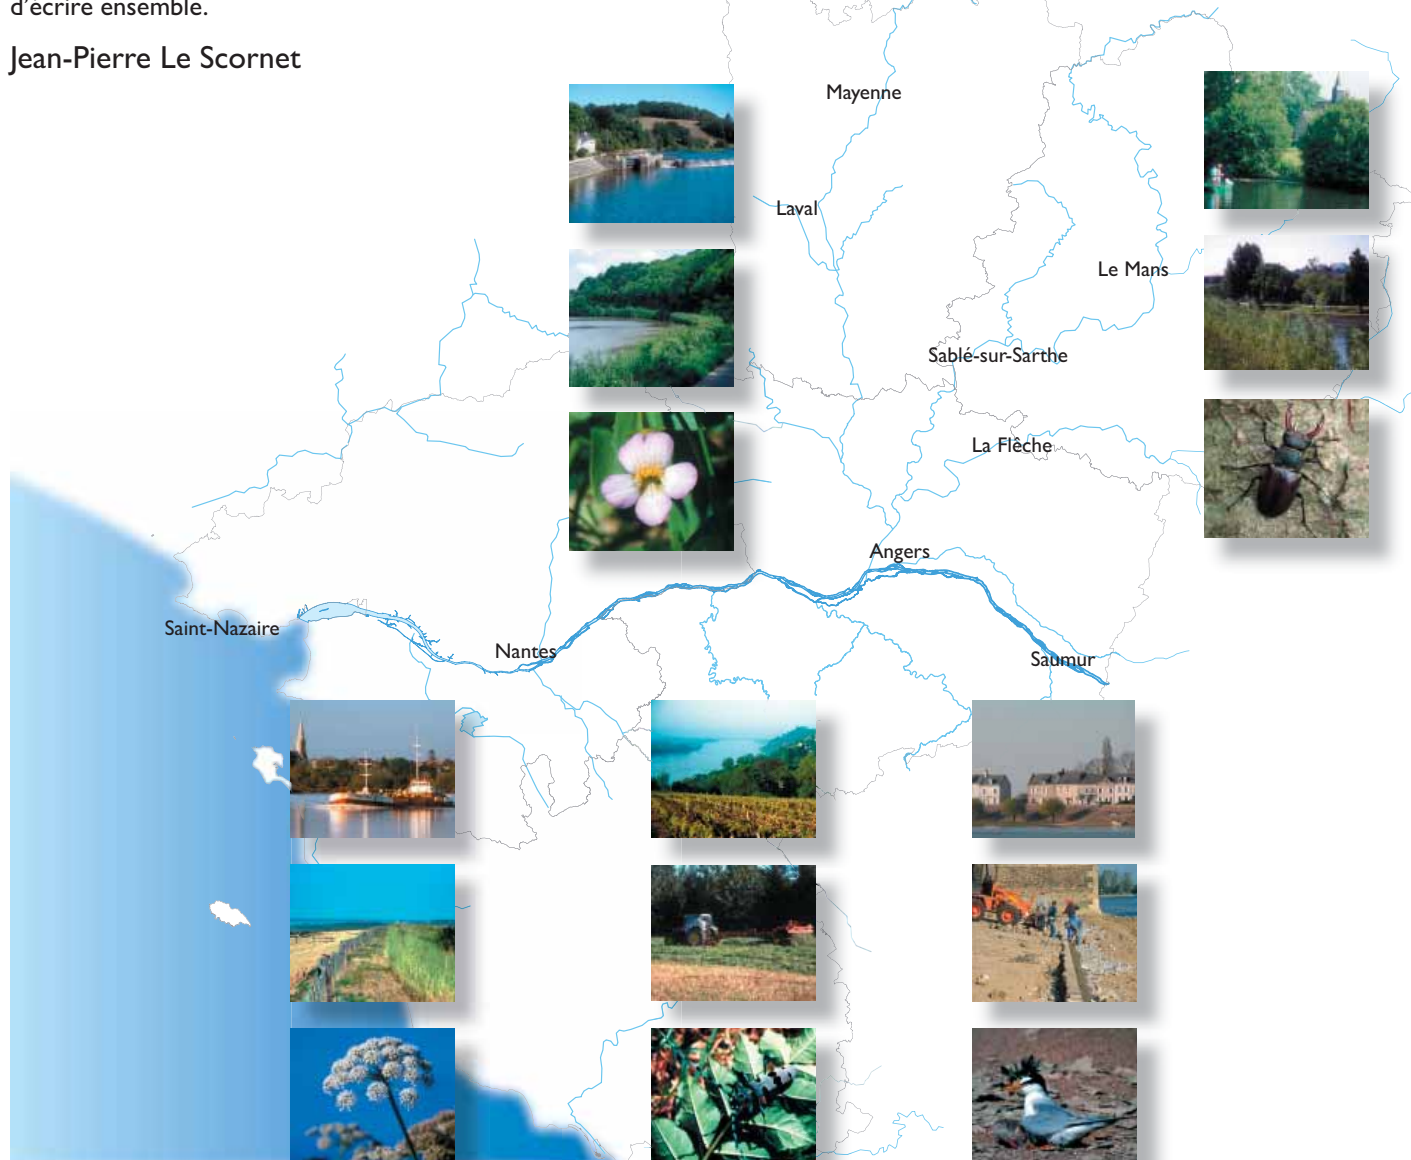 d'écrire ensemble.
Jean-Pierre Le Scornet
Mayenne
Laval
Le Mans
Sablé-sur-Sarthe
La Flêche
Angers
Saint-Nazaire
Nantes
Saumur